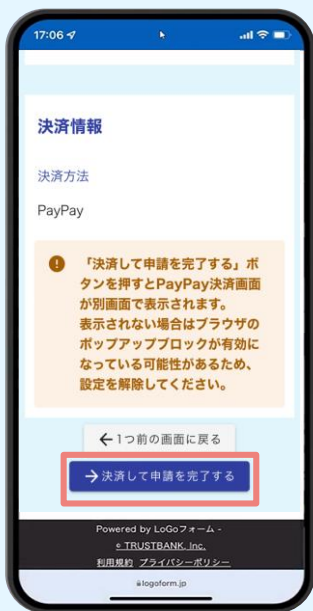 17:06
決済情報
決済方法
PayPay
「決済して申請を完了する」ボ
タンを押すとPayPay決済画面
が別画面で表示されます。
表示されない場合はブラウザの
ポップアップブロックが有効に
なっている可能性があるため、
設定を解除してください。
←1つ前の画面に戻る
→決済して申請を完了する
Powered by LoGoフォーム -
© TRUSTBANK, Inc.
利用規約 プライバシーポリシー
logoform.jp